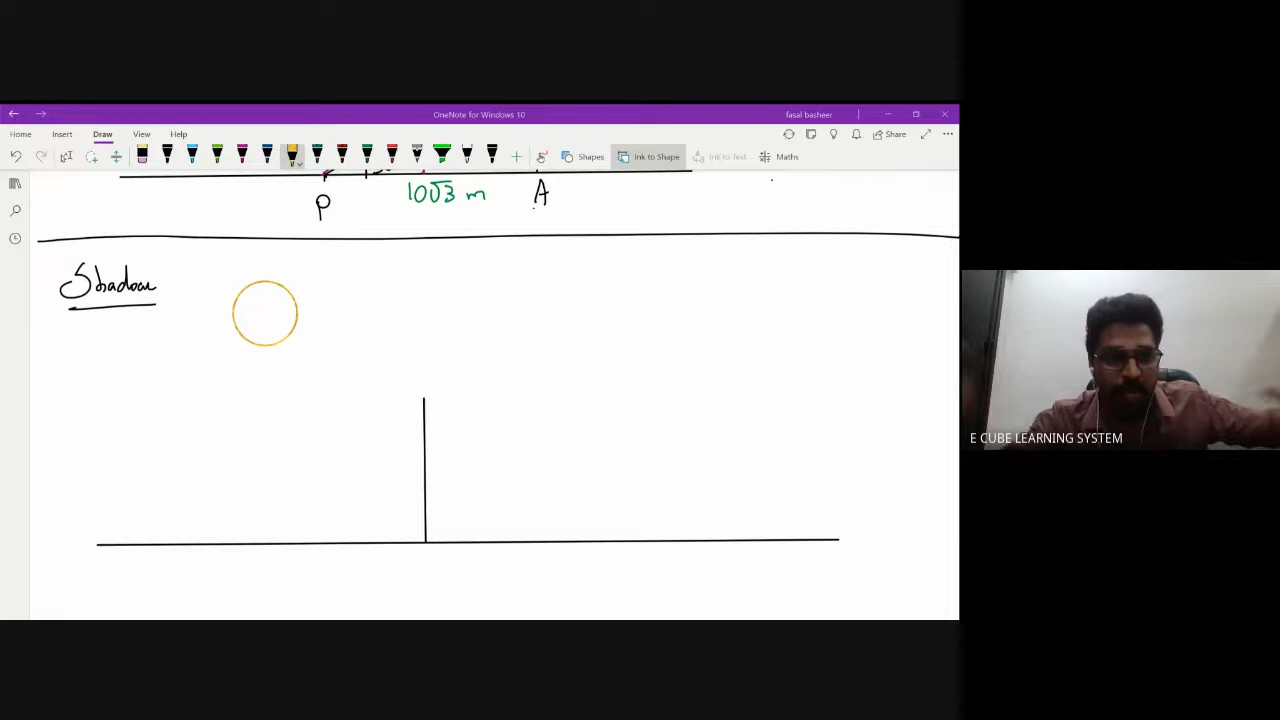 OneNote for Windows 10
fasal basheer
Home Insert Draw View Help
Share
Shapes
Ink to Shape
Ink to Text
Maths
P
10√3 m
A
Shadow
E CUBE LEARNING SYSTEM